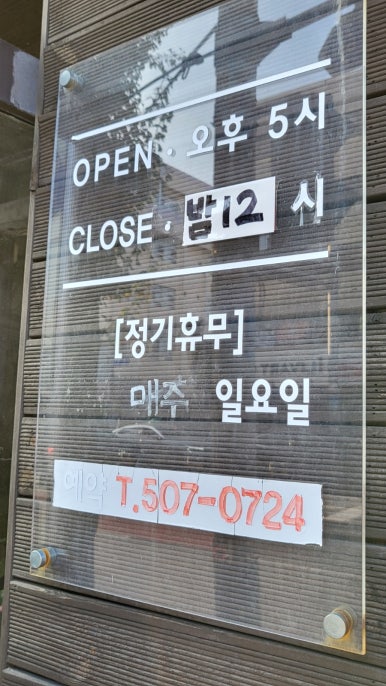 OPEN · 오후 5시
CLOSE · 밤12 시
[정기휴무]
매주 일요일
예약 T.507-0724